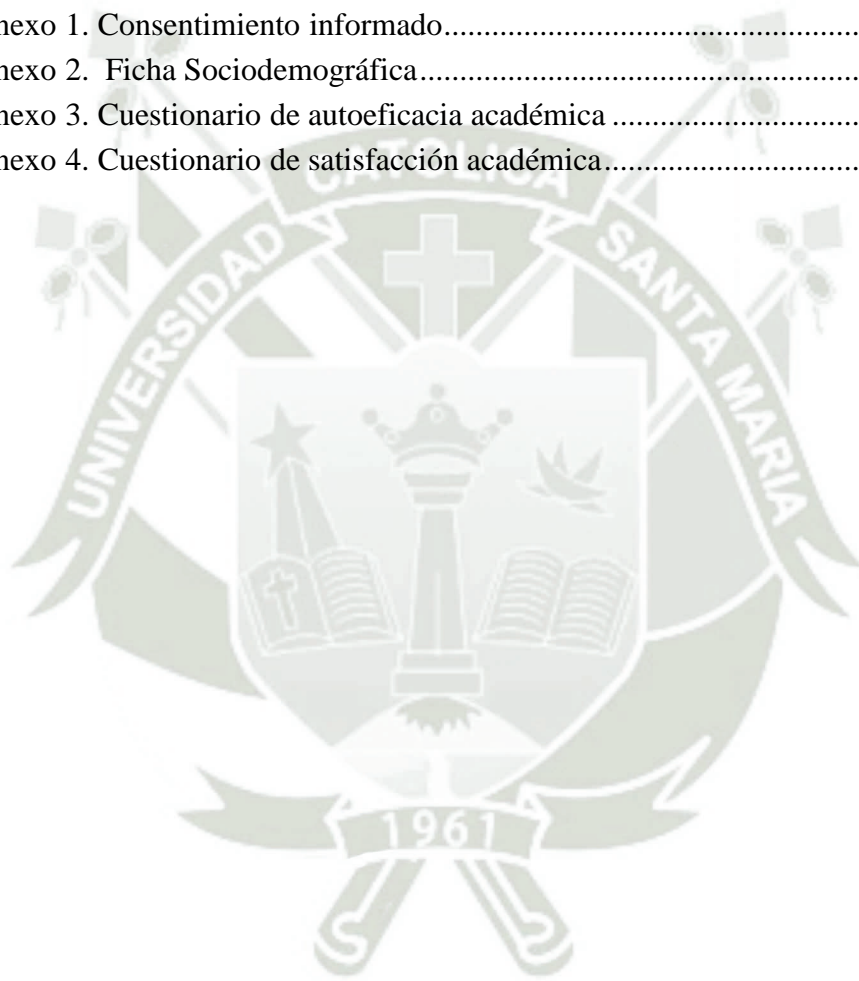 nexo 1. Consentimiento informado....................................................
nexo 2.  Ficha Sociodemográfica.......................................................
nexo 3. Cuestionario de autoeficacia académica ...............................
nexo 4. Cuestionario de satisfacción académica................................
UNIVERSIDAD CATOLICA SANTA MARIA
1961